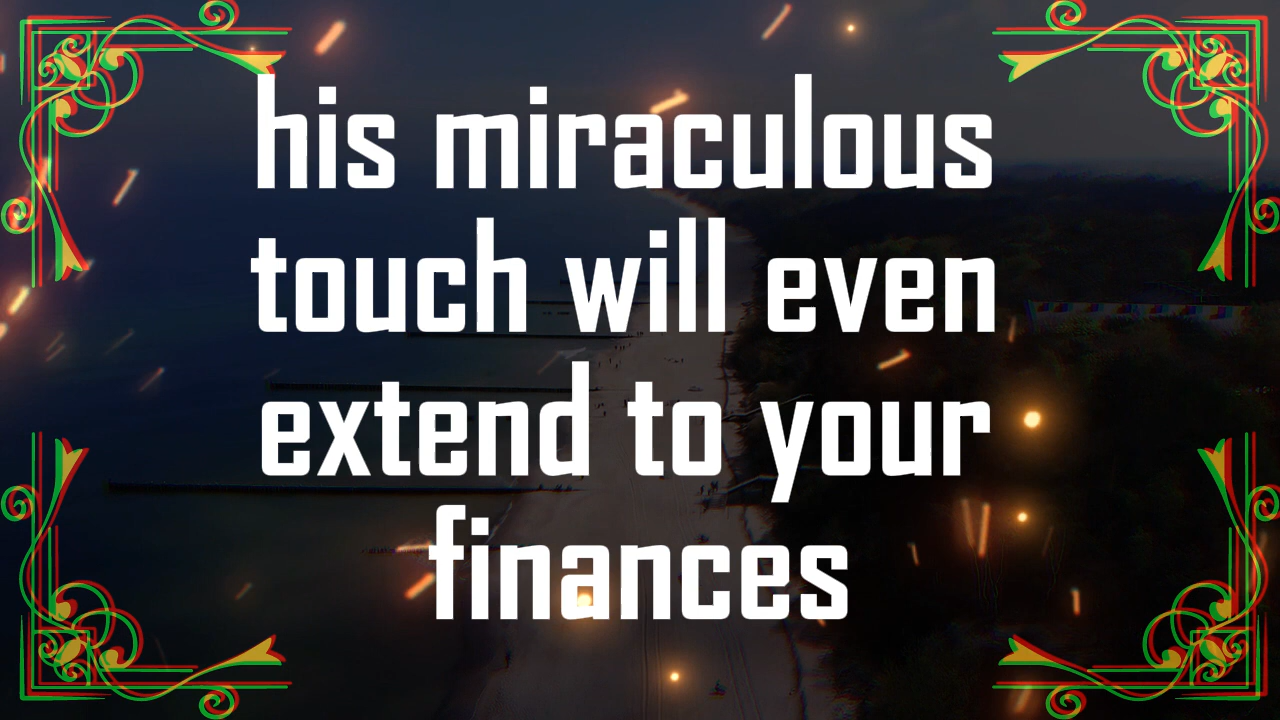 his miraculous
touch will even
extend to your
finances